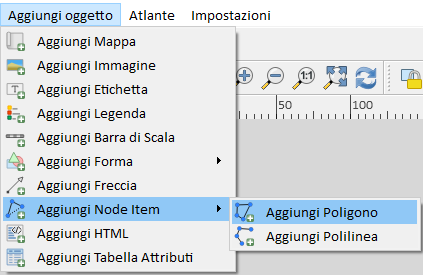 Aggiungi oggetto Atlante Impostazioni
Aggiungi Mappa
Aggiungi Immagine
Aggiungi Etichetta
Aggiungi Legenda
Aggiungi Barra di Scala
Aggiungi Forma
Aggiungi Freccia
Aggiungi Node Item
Aggiungi HTML
Aggiungi Tabella Attributi
1:1
50 100
Aggiungi Poligono
Aggiungi Polilinea